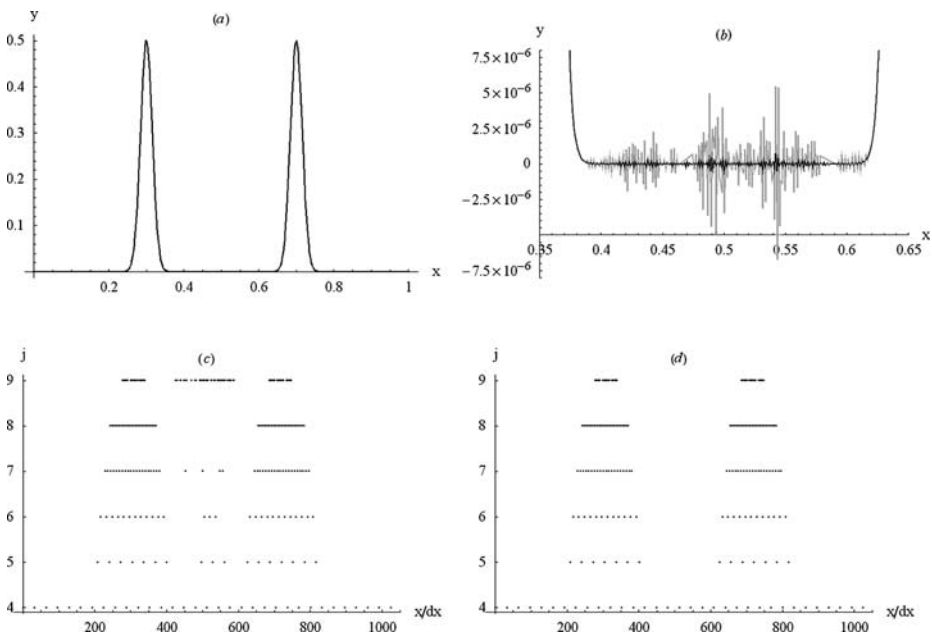 (a)
y
0.5
0.4
0.3
0.2
0.1
0.2 0.4 0.6 0.8 1
x
(b)
y
7.5×10⁻⁶
5×10⁻⁶
2.5×10⁻⁶
0
−2.5×10⁻⁶
−7.5×10⁻⁶
0.35 0.4 0.45 0.5 0.55 0.6 0.65
x
(c)
j
9
8
7
6
5
4
200 400 600 800 1000
x/dx
(d)
j
9
8
7
6
5
4
200 400 600 800 1000
x/dx